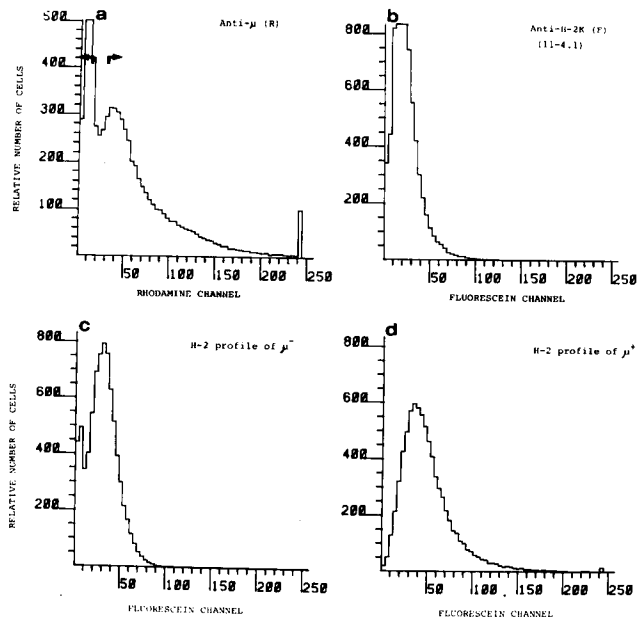 a
Anti-μ (R)
RELATIVE NUMBER OF CELLS
500
400
300
200
100
50
100
150
200
250
RHODAMINE CHANNEL
b
Anti-H-2K (F)
(11-4.1)
800
600
400
200
50
100
150
200
250
FLUORESCEIN CHANNEL
c
H-2 profile of μ⁻
RELATIVE NUMBER OF CELLS
800
600
400
200
50
100
150
200
250
FLUORESCEIN CHANNEL
d
H-2 profile of μ⁺
800
600
400
200
50
100
150
200
250
FLUORESCEIN CHANNEL